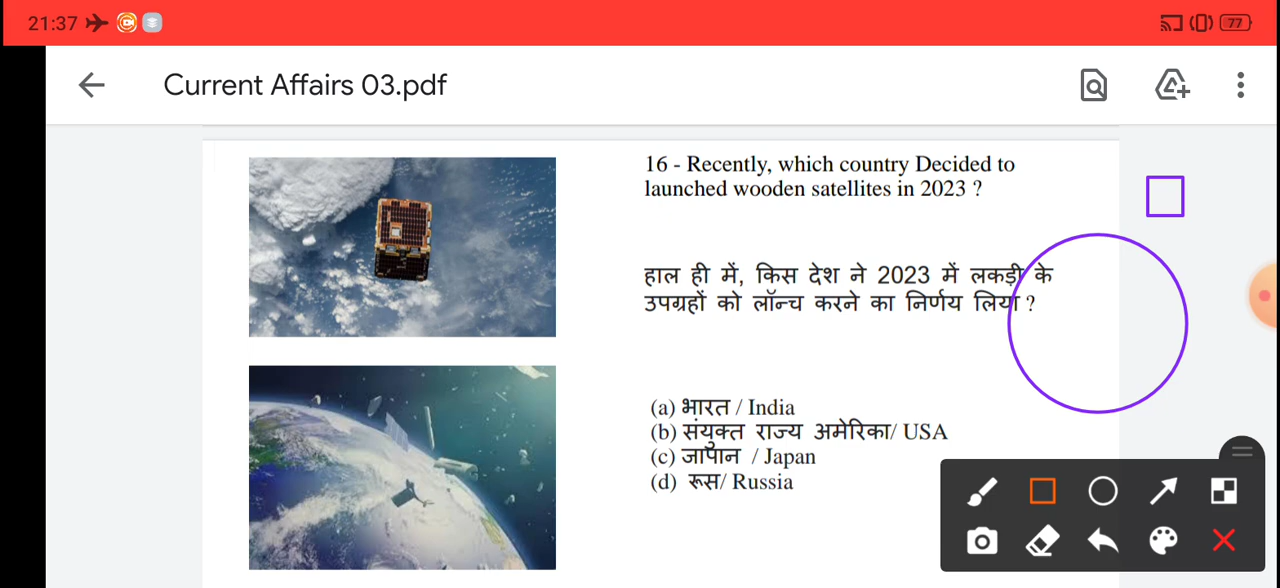 21:37
77
Current Affairs 03.pdf
16 - Recently, which country Decided to
launched wooden satellites in 2023 ?
हाल ही में, किस देश ने 2023 में लकड़ी के
उपग्रहों को लॉन्च करने का निर्णय लिया ?
(a) भारत / India
(b) संयुक्त राज्य अमेरिका/ USA
(c) जापान / Japan
(d) रूस/ Russia